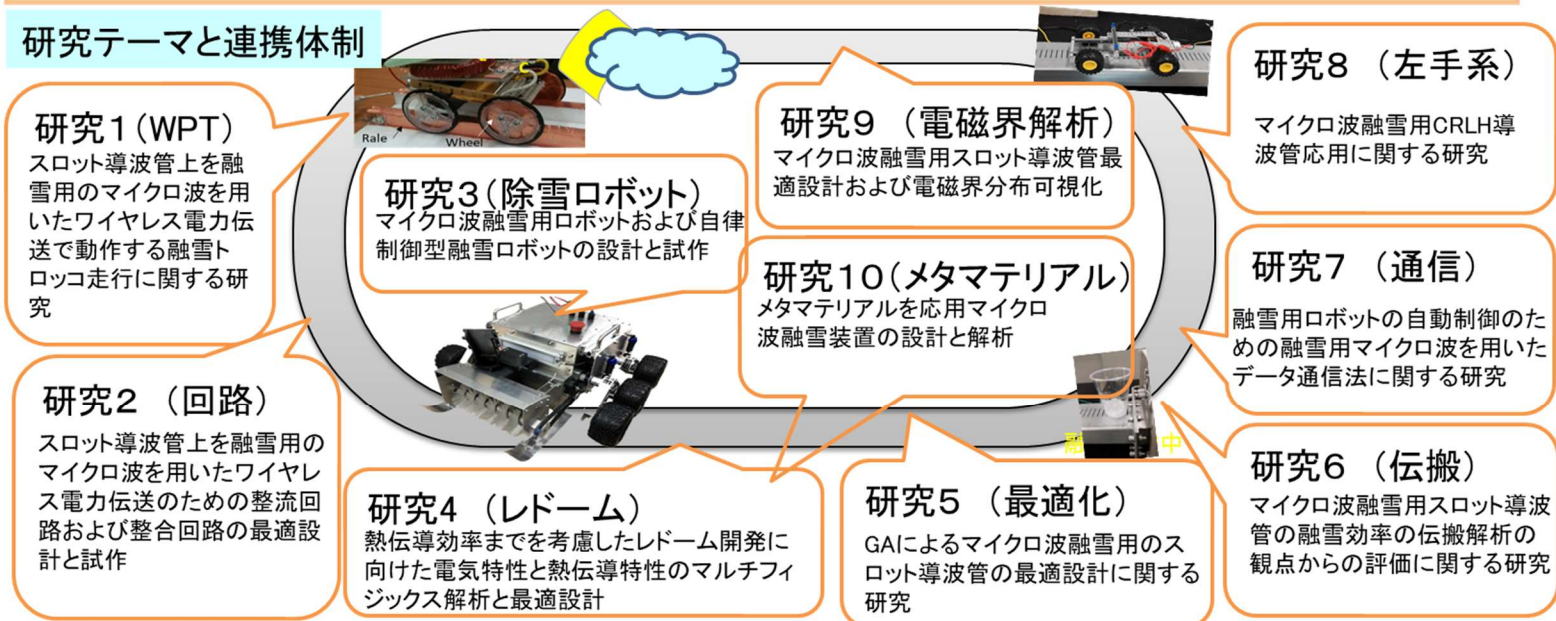 研究テーマと連携体制
研究1(WPT)
スロット導波管上を融
雪用のマイクロ波を用
いたワイヤレス電力伝
送で動作する融雪ト
ロッコ走行に関する研
究
Rale
Wheel
研究2 (回路)
スロット導波管上を融雪用の
マイクロ波を用いたワイヤレ
ス電力伝送のための整流回
路および整合回路の最適設
計と試作
研究3(除雪ロボット)
マイクロ波融雪用ロボットおよび自律
制御型融雪ロボットの設計と試作
研究4 (レドーム)
熱伝導効率までを考慮したレドーム開発に
向けた電気特性と熱伝導特性のマルチフィ
ジックス解析と最適設計
研究5 (最適化)
GAによるマイクロ波融雪用のス
ロット導波管の最適設計に関する
研究
研究6 (伝搬)
マイクロ波融雪用スロット導波
管の融雪効率の伝搬解析の
観点からの評価に関する研究
研究7 (通信)
融雪用ロボットの自動制御のた
めの融雪用マイクロ波を用いた
データ通信法に関する研究
研究8 (左手系)
マイクロ波融雪用CRLH導
波管応用に関する研究
研究9 (電磁界解析)
マイクロ波融雪用スロット導波管最
適設計および電磁界分布可視化
研究10(メタマテリアル)
メタマテリアルを応用マイクロ
波融雪装置の設計と解析
融 中